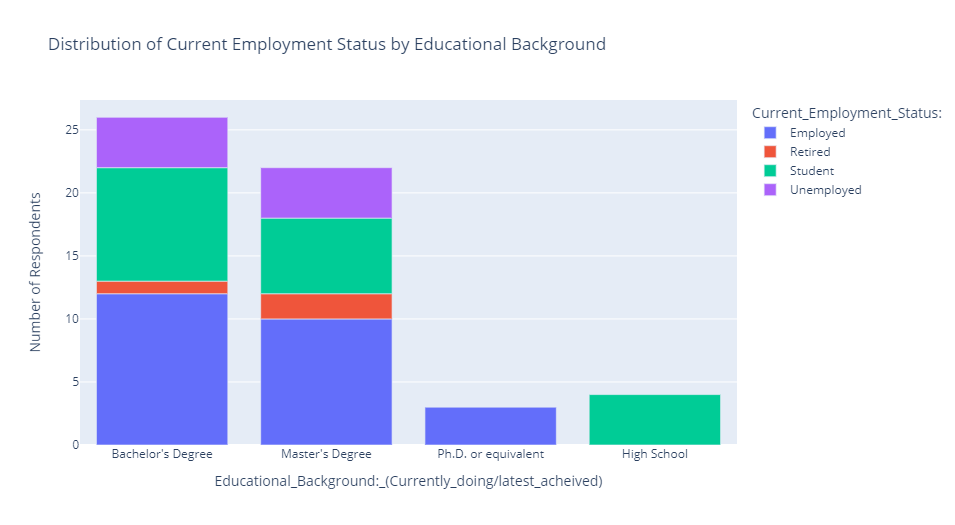 Distribution of Current Employment Status by Educational Background
Current_Employment_Status:
Employed
Retired
Student
Unemployed
Number of Respondents
25
20
15
10
5
0
Bachelor's Degree
Master's Degree
Ph.D. or equivalent
High School
Educational_Background:_(Currently_doing/latest_acheived)